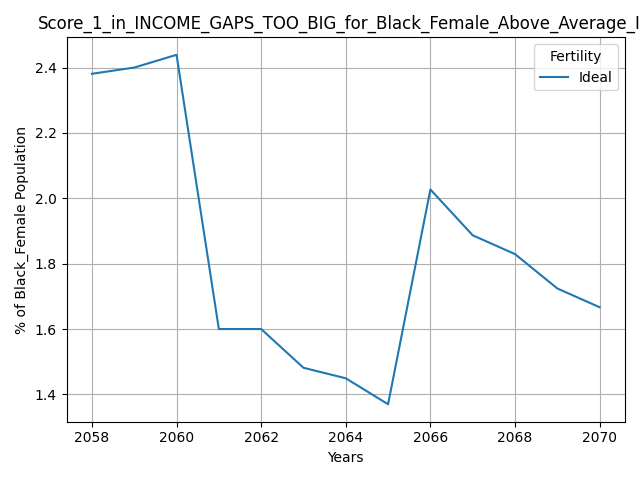 Score_1_in_INCOME_GAPS_TOO_BIG_for_Black_Female_Above_Average_I
Fertility
Ideal
2.4
2.2
2.0
1.8
1.6
1.4
% of Black_Female Population
2058 2060 2062 2064 2066 2068 2070
Years